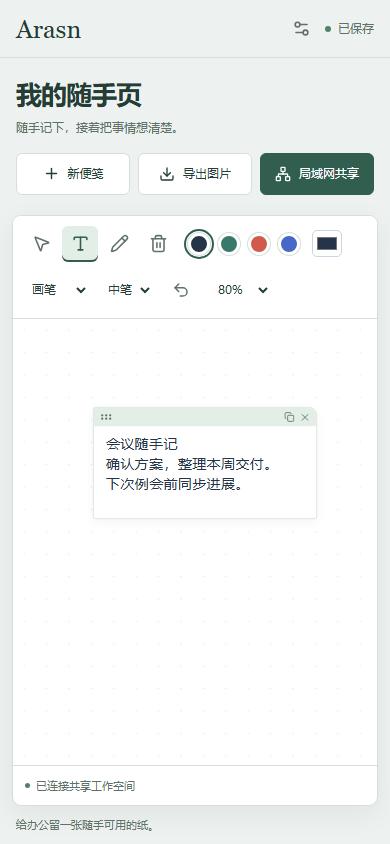 Arasn
已保存
我的随手页
随手记下，接着把事情想清楚。
新便笺
导出图片
局域网共享
画笔
中笔
80%
会议随手记
确认方案，整理本周交付。
下次例会前同步进展。
已连接共享工作空间
给办公留一张随手可用的纸。